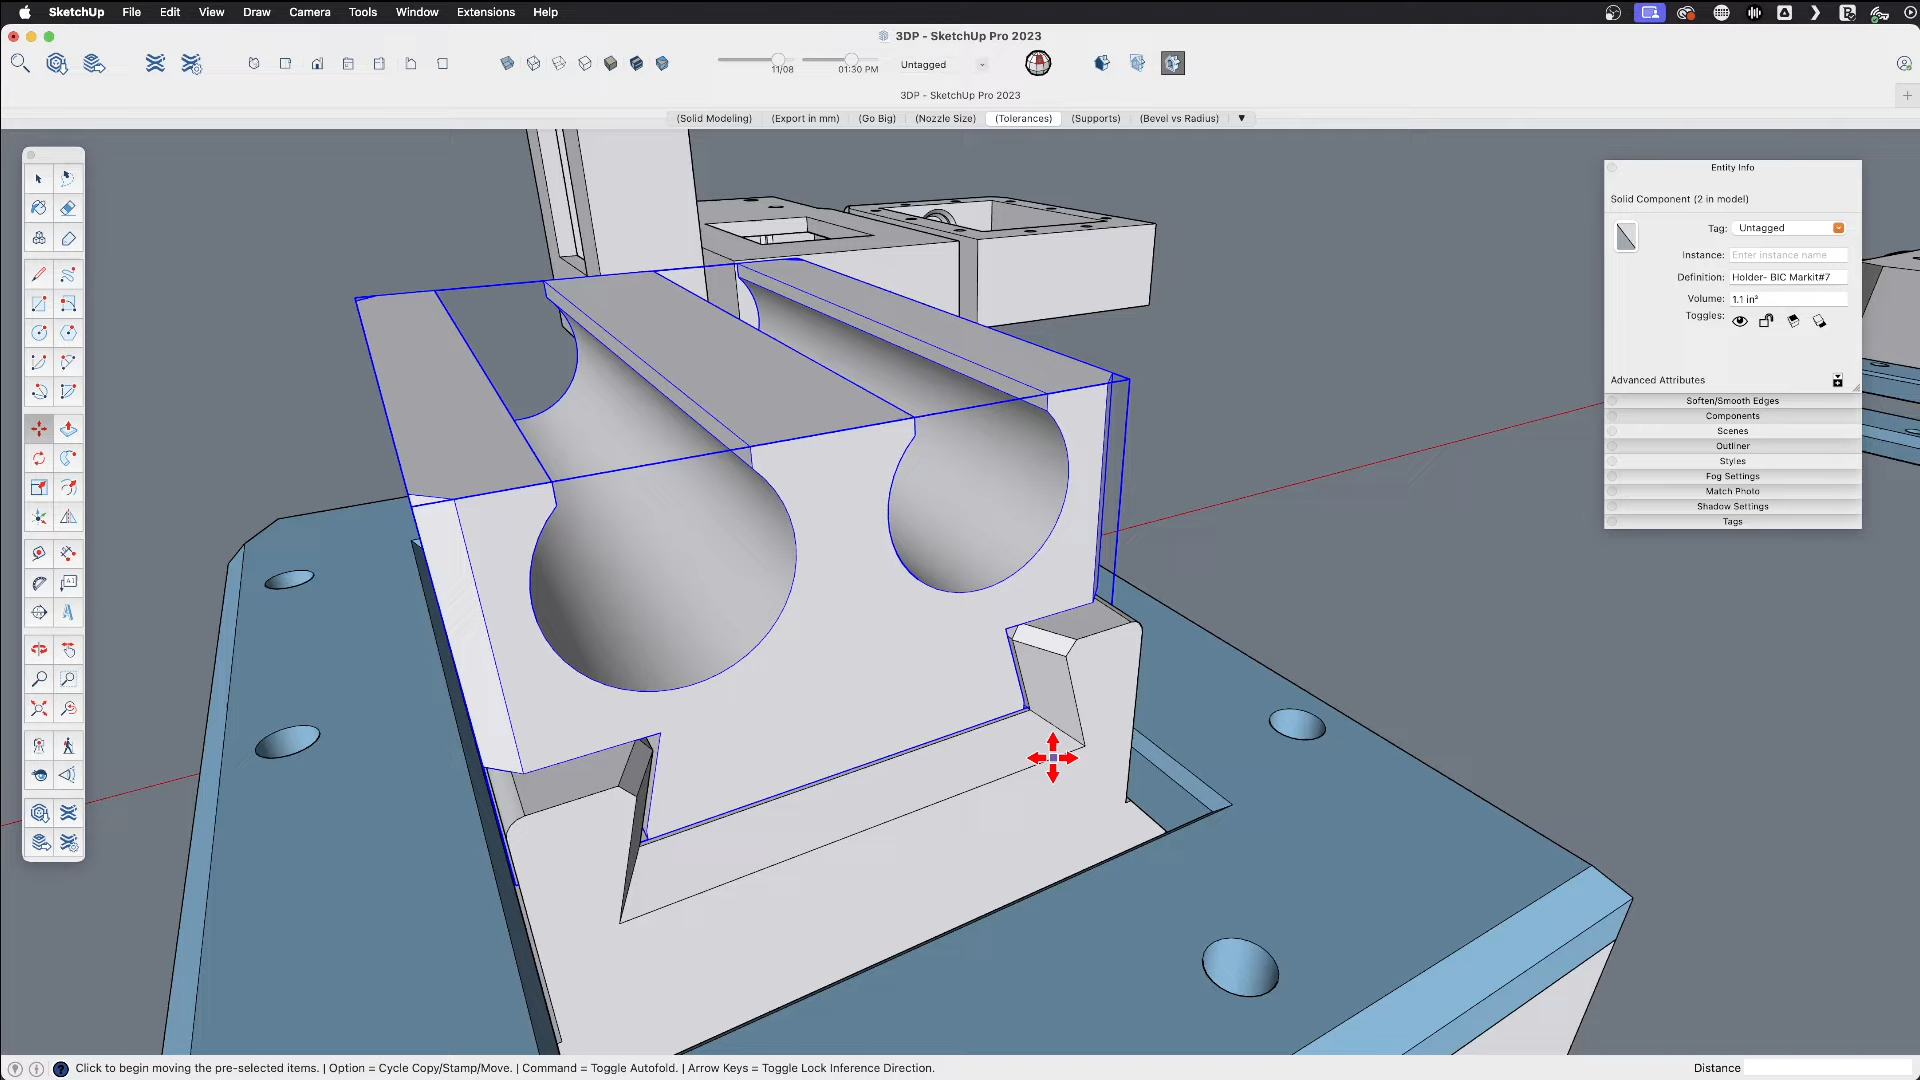 SketchUp File Edit View Draw Camera Tools Window Extensions Help
3DP - SketchUp Pro 2023
11/08 01:30 PM Untagged
3DP - SketchUp Pro 2023
(Solid Modeling) (Export in mm) (Go Big) (Nozzle Size) (Tolerances) (Supports) (Bevel vs Radius)
Entity Info
Solid Component (2 in model)
Tag: Untagged
Instance: Enter instance name
Definition: Holder- BIC Markit#7
Volume: 1.1 in³
Toggles:
Advanced Attributes
Soften/Smooth Edges
Components
Scenes
Outliner
Styles
Fog Settings
Match Photo
Shadow Settings
Tags
Click to begin moving the pre-selected items. | Option = Cycle Copy/Stamp/Move. | Command = Toggle Autofold. | Arrow Keys = Toggle Lock Inference Direction.
Distance